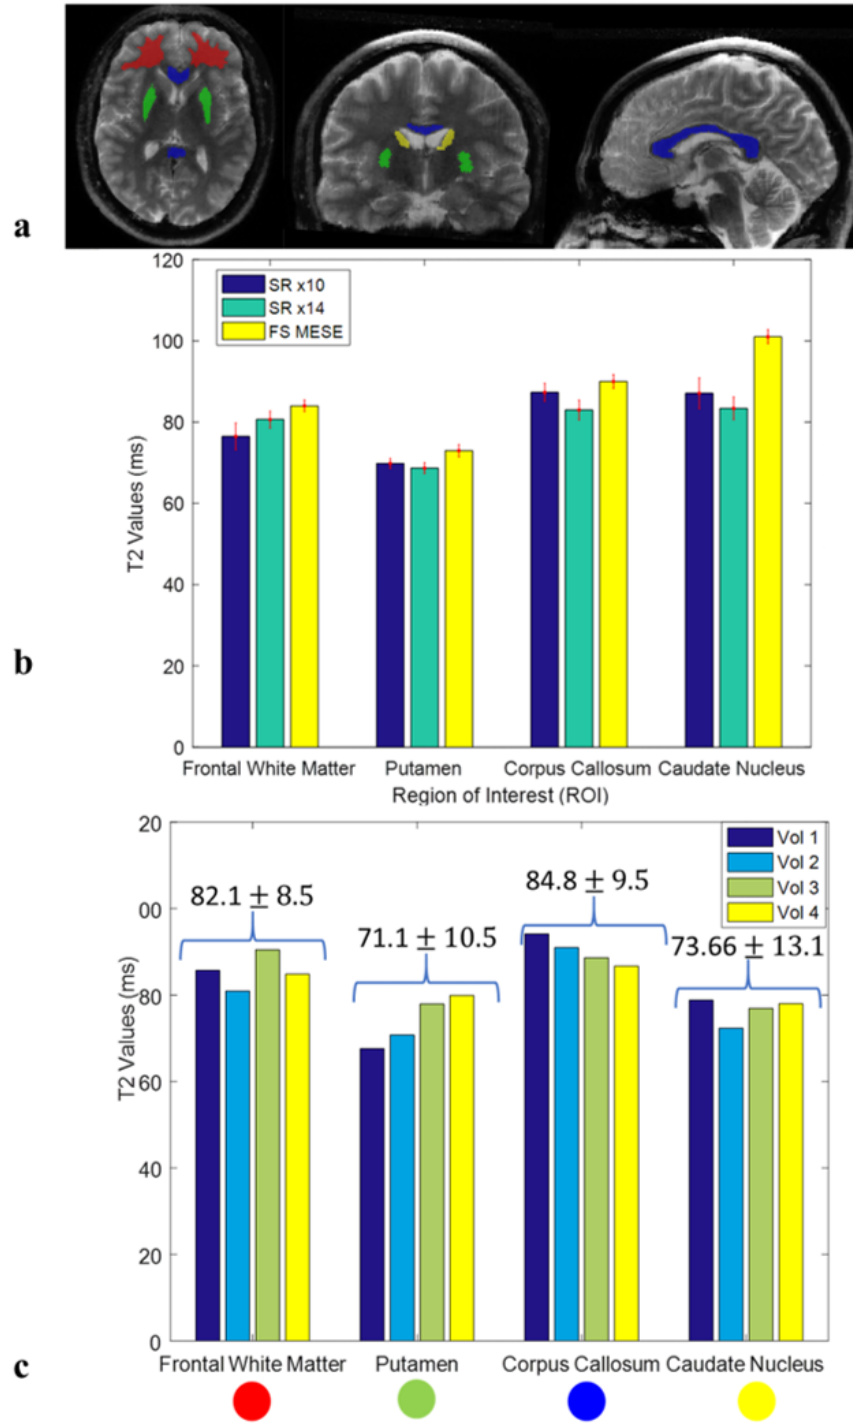 a
120
100
80
60
40
20
0
SR x10
SR x14
FS MESE
T2 Values (ms)
Frontal White Matter Putamen Corpus Callosum Caudate Nucleus
Region of Interest (ROI)
b
20
00
80
60
40
20
0
Vol 1
Vol 2
Vol 3
Vol 4
82.1 ± 8.5
71.1 ± 10.5
84.8 ± 9.5
73.66 ± 13.1
T2 Values (ms)
Frontal White Matter Putamen Corpus Callosum Caudate Nucleus
c